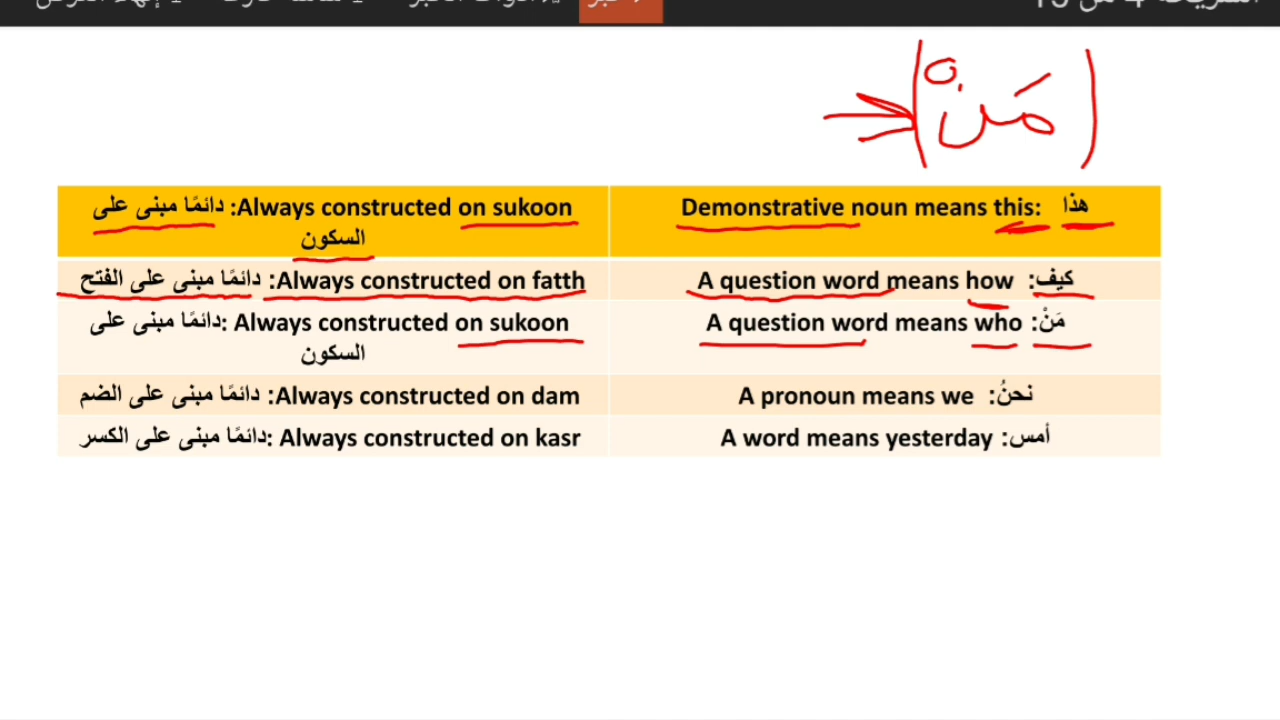 مَنْ
هذا :Demonstrative noun means this
Always constructed on sukoon: دائمًا مبنى على
السكون
كيف: A question word means how
Always constructed on fatth: دائمًا مبنى على الفتح
مَنْ: A question word means who
Always constructed on sukoon: دائمًا مبنى على
السكون
نحنُ: A pronoun means we
Always constructed on dam: دائمًا مبنى على الضم
أمس: A word means yesterday
Always constructed on kasr: دائمًا مبنى على الكسر